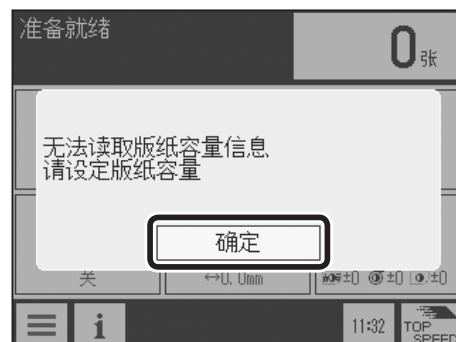 准备就绪
0张
无法读取版纸容量信息
请设定版纸容量
确定
关
↔0.0mm
±0 ±0 ±0
i
11:32
TOP
SPEED